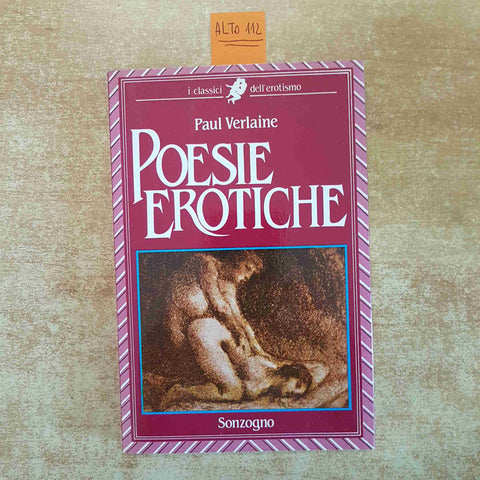 ALTO 112
i classici dell'erotismo
Paul Verlaine
POESIE
EROTICHE
Sonzogno